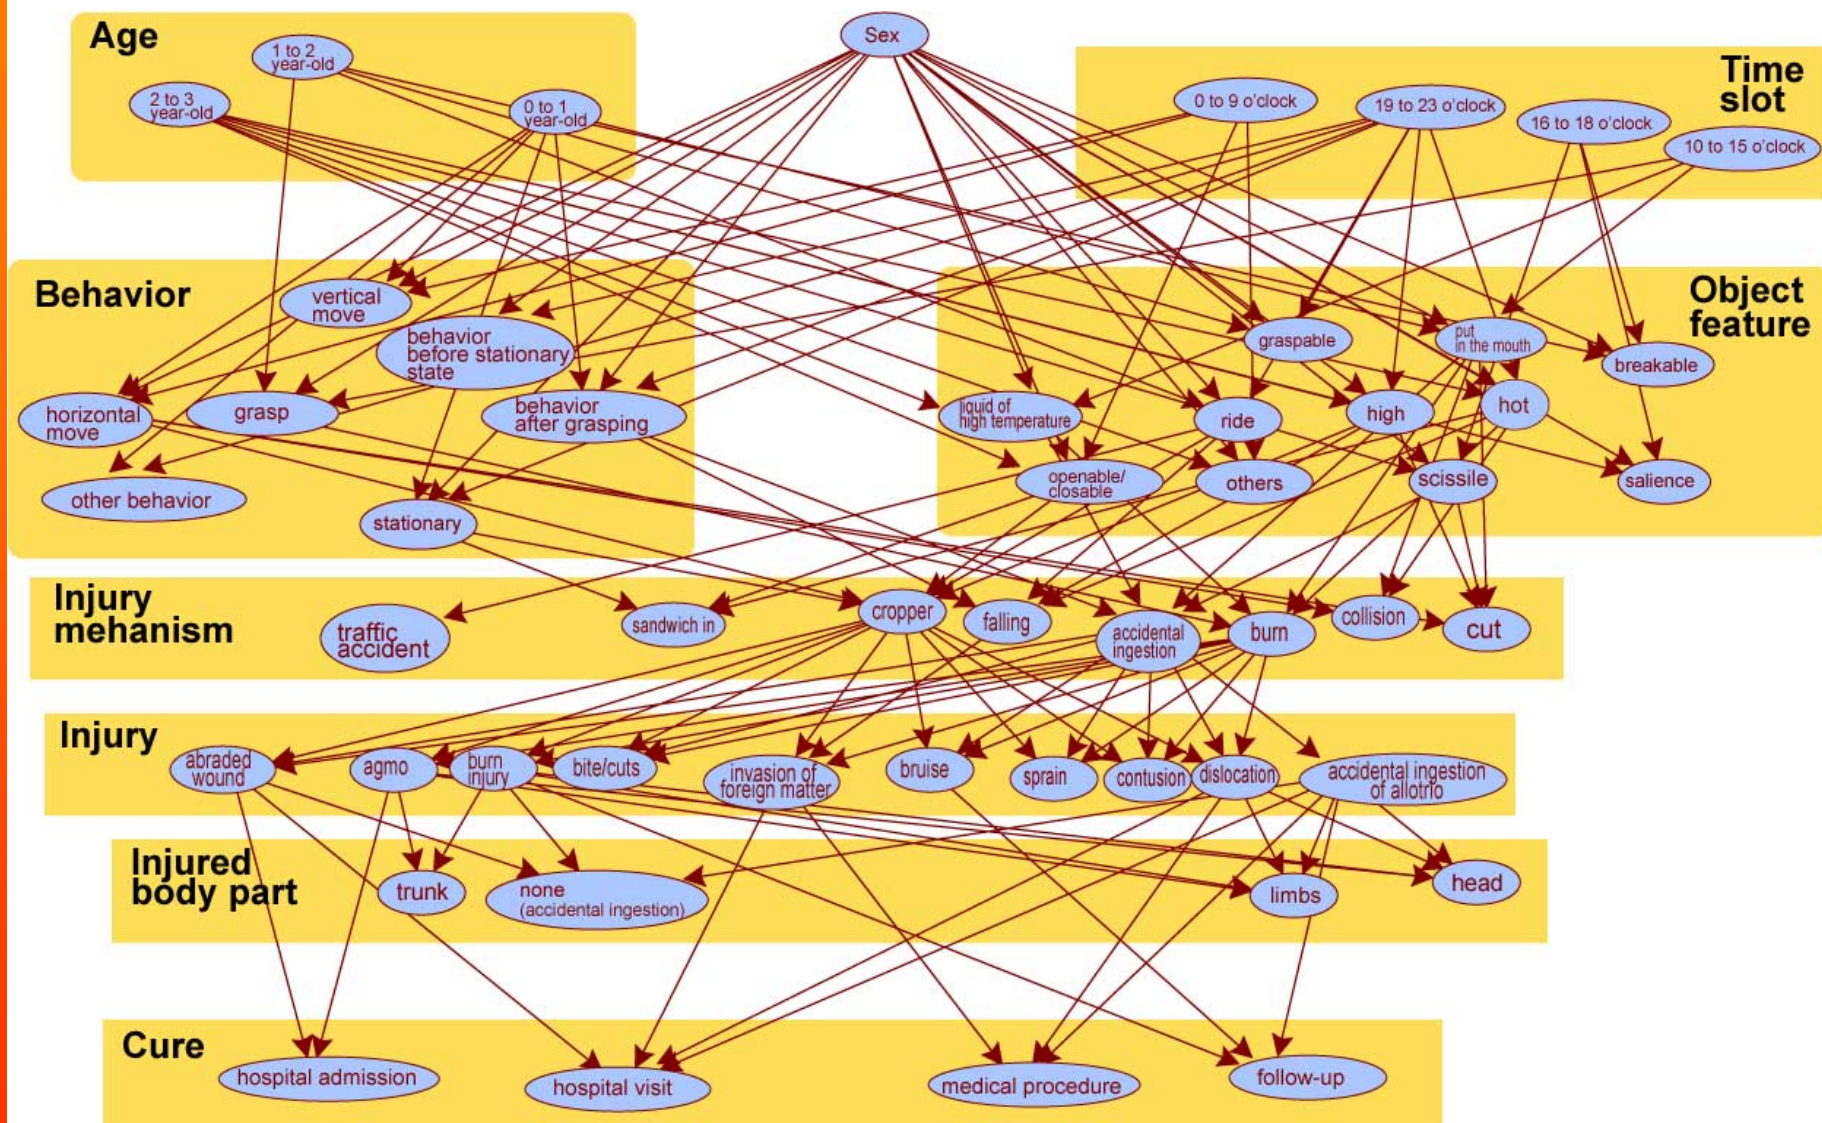 Age
1 to 2
year-old
2 to 3
year-old
0 to 1
year-old
Sex
Time
slot
0 to 9 o'clock
19 to 23 o'clock
16 to 18 o'clock
10 to 15 o'clock
Behavior
vertical
move
behavior
before stationary
state
horizontal
move
grasp
behavior
after grasping
other behavior
stationary
Object
feature
graspable
put
in the mouth
breakable
liquid of
high temperature
ride
high
hot
openable/
closable
others
scissile
salience
Injury
mehanism
traffic
accident
sandwich in
cropper
falling
accidental
ingestion
burn
collision
cut
Injury
abraded
wound
agmo
burn
injury
bite/cuts
invasion of
foreign matter
bruise
sprain
contusion
dislocation
accidental ingestion
of allotrio
Injured
body part
trunk
none
(accidental ingestion)
limbs
head
Cure
hospital admission
hospital visit
medical procedure
follow-up